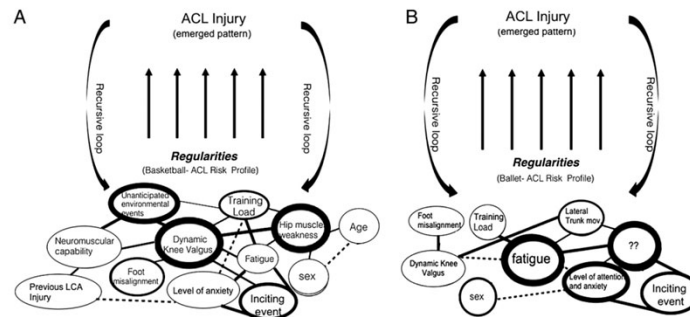 A
ACL Injury
(emerged pattern)
Recursive loop
Recursive loop
Regularities
(Basketball- ACL Risk Profile)
Unanticipated
environmental
events
Training
Load
Hip muscle
weakness
Age
Neuromuscular
capability
Dynamic
Knee Valgus
Fatigue
sex
Foot
misalignment
Previous LCA
Injury
Level of anxiety
Inciting
event
B
ACL Injury
(emerged pattern)
Recursive loop
Recursive loop
Regularities
(Ballet- ACL Risk Profile)
Foot
misalignment
Training
Load
Lateral
Trunk mov.
??
fatigue
Dynamic Knee
Valgus
Level of attention
and anxiety
sex
Inciting
event